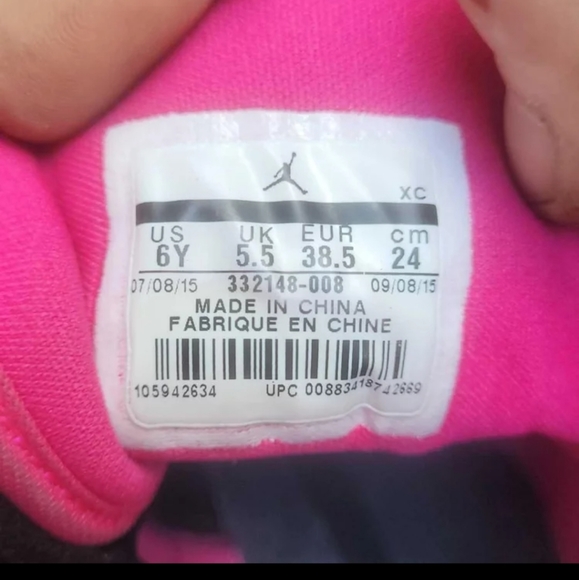 XC
US UK EUR cm
6Y 5.5 38.5 24
07/08/15 332148-008 09/08/15
MADE IN CHINA
FABRIQUE EN CHINE
105942634 UPC 00883418742669